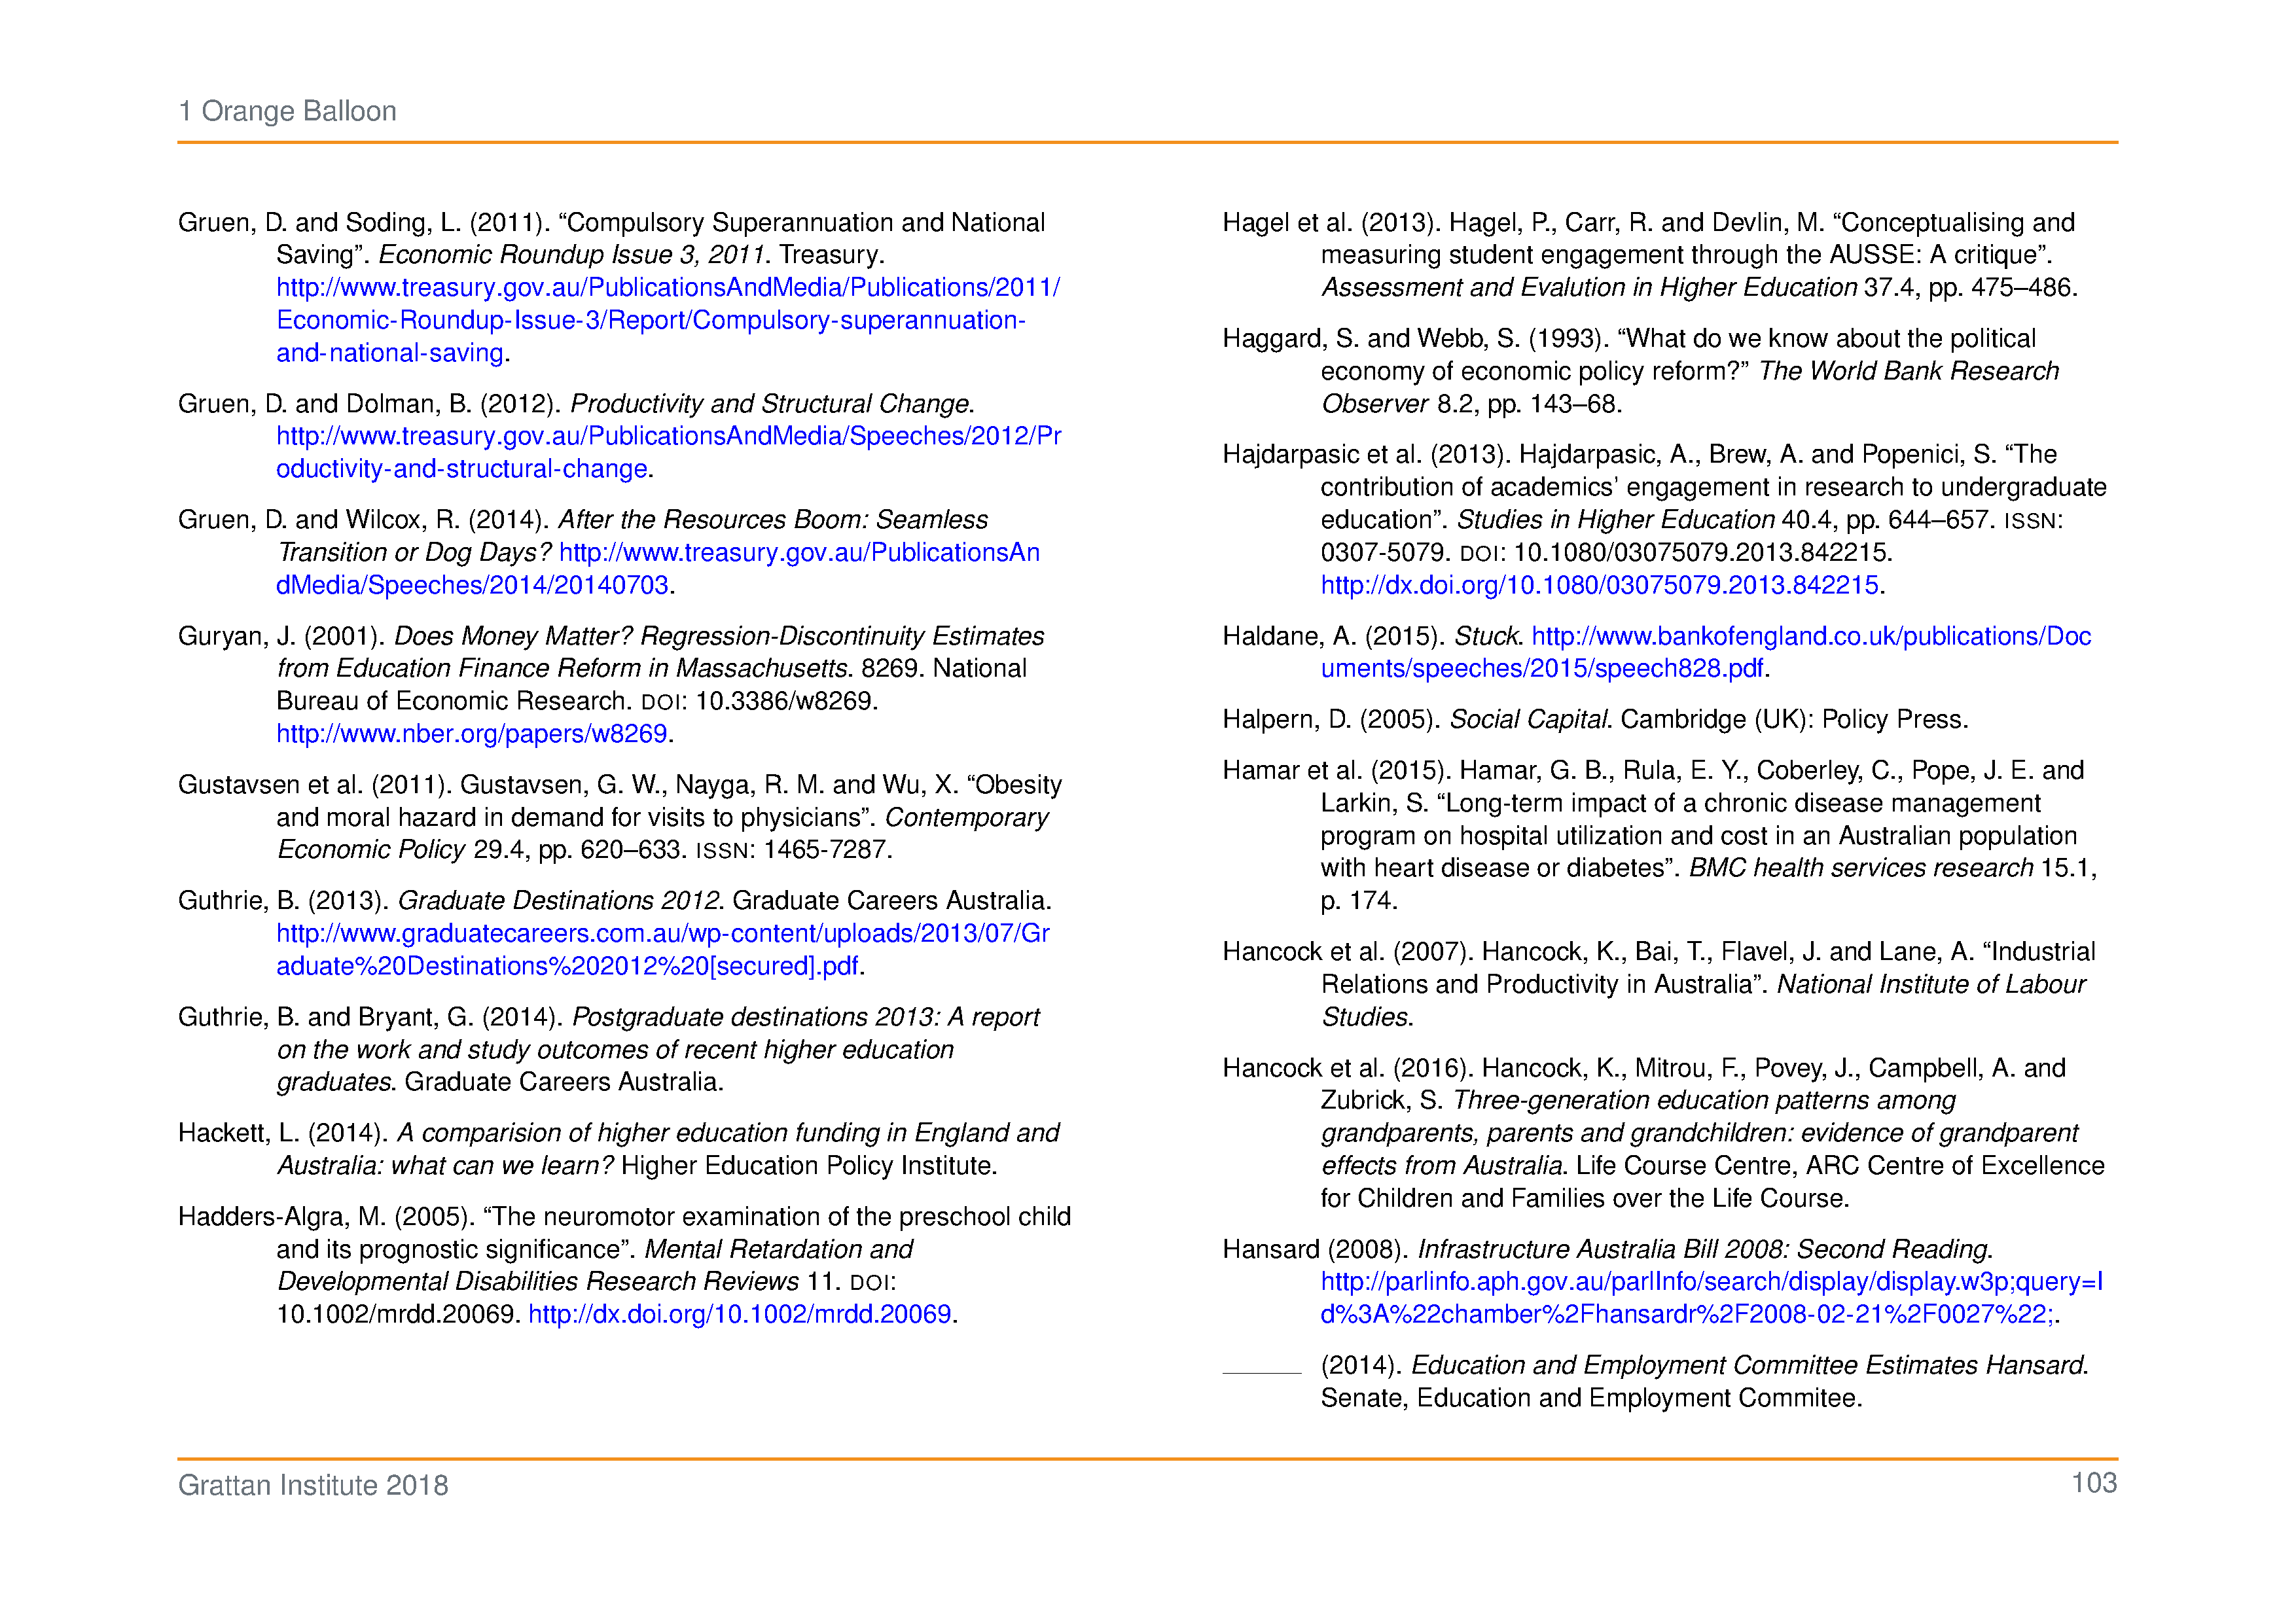 1 Orange Balloon
Gruen, D. and Soding, L. (2011). “Compulsory Superannuation and National
Saving”. Economic Roundup Issue 3, 2011. Treasury.
http://www.treasury.gov.au/PublicationsAndMedia/Publications/2011/
Economic-Roundup-Issue-3/Report/Compulsory-superannuation-
and-national-saving.
Gruen, D. and Dolman, B. (2012). Productivity and Structural Change.
http://www.treasury.gov.au/PublicationsAndMedia/Speeches/2012/Pr
oductivity-and-structural-change.
Gruen, D. and Wilcox, R. (2014). After the Resources Boom: Seamless
Transition or Dog Days? http://www.treasury.gov.au/PublicationsAn
dMedia/Speeches/2014/20140703.
Guryan, J. (2001). Does Money Matter? Regression-Discontinuity Estimates
from Education Finance Reform in Massachusetts. 8269. National
Bureau of Economic Research. DOI: 10.3386/w8269.
http://www.nber.org/papers/w8269.
Gustavsen et al. (2011). Gustavsen, G. W., Nayga, R. M. and Wu, X. “Obesity
and moral hazard in demand for visits to physicians”. Contemporary
Economic Policy 29.4, pp. 620–633. ISSN: 1465-7287.
Guthrie, B. (2013). Graduate Destinations 2012. Graduate Careers Australia.
http://www.graduatecareers.com.au/wp-content/uploads/2013/07/Gr
aduate%20Destinations%202012%20[secured].pdf.
Guthrie, B. and Bryant, G. (2014). Postgraduate destinations 2013: A report
on the work and study outcomes of recent higher education
graduates. Graduate Careers Australia.
Hackett, L. (2014). A comparision of higher education funding in England and
Australia: what can we learn? Higher Education Policy Institute.
Hadders-Algra, M. (2005). “The neuromotor examination of the preschool child
and its prognostic significance”. Mental Retardation and
Developmental Disabilities Research Reviews 11. DOI:
10.1002/mrdd.20069. http://dx.doi.org/10.1002/mrdd.20069.
Hagel et al. (2013). Hagel, P., Carr, R. and Devlin, M. “Conceptualising and
measuring student engagement through the AUSSE: A critique”.
Assessment and Evalution in Higher Education 37.4, pp. 475–486.
Haggard, S. and Webb, S. (1993). “What do we know about the political
economy of economic policy reform?” The World Bank Research
Observer 8.2, pp. 143–68.
Hajdarpasic et al. (2013). Hajdarpasic, A., Brew, A. and Popenici, S. “The
contribution of academics’ engagement in research to undergraduate
education”. Studies in Higher Education 40.4, pp. 644–657. ISSN:
0307-5079. DOI: 10.1080/03075079.2013.842215.
http://dx.doi.org/10.1080/03075079.2013.842215.
Haldane, A. (2015). Stuck. http://www.bankofengland.co.uk/publications/Doc
uments/speeches/2015/speech828.pdf.
Halpern, D. (2005). Social Capital. Cambridge (UK): Policy Press.
Hamar et al. (2015). Hamar, G. B., Rula, E. Y., Coberley, C., Pope, J. E. and
Larkin, S. “Long-term impact of a chronic disease management
program on hospital utilization and cost in an Australian population
with heart disease or diabetes”. BMC health services research 15.1,
p. 174.
Hancock et al. (2007). Hancock, K., Bai, T., Flavel, J. and Lane, A. “Industrial
Relations and Productivity in Australia”. National Institute of Labour
Studies.
Hancock et al. (2016). Hancock, K., Mitrou, F., Povey, J., Campbell, A. and
Zubrick, S. Three-generation education patterns among
grandparents, parents and grandchildren: evidence of grandparent
effects from Australia. Life Course Centre, ARC Centre of Excellence
for Children and Families over the Life Course.
Hansard (2008). Infrastructure Australia Bill 2008: Second Reading.
http://parlinfo.aph.gov.au/parlInfo/search/display/display.w3p;query=I
d%3A%22chamber%2Fhansardr%2F2008-02-21%2F0027%22;.
______ (2014). Education and Employment Committee Estimates Hansard.
Senate, Education and Employment Commitee.
Grattan Institute 2018
103